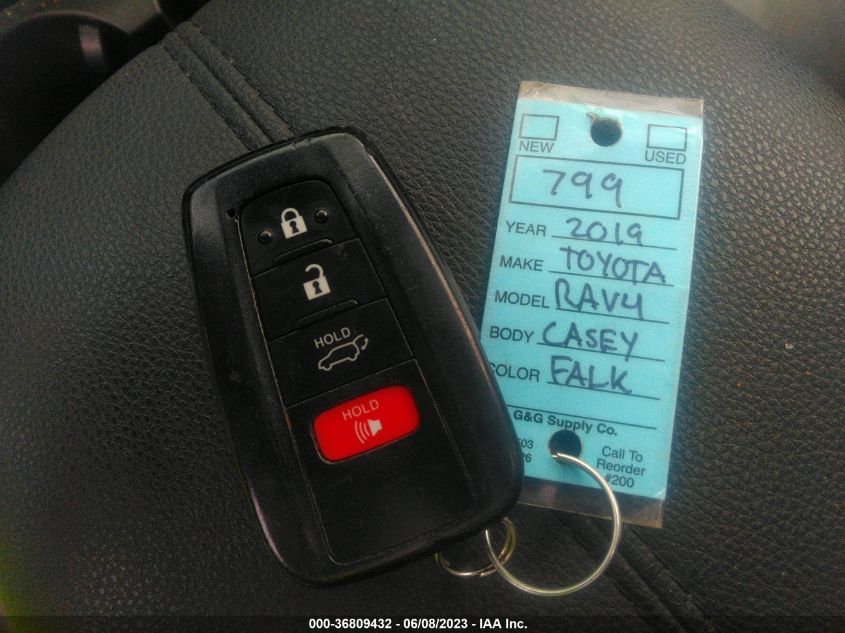 NEW USED
799
YEAR 2019
MAKE TOYOTA
MODEL RAV4
BODY CASEY
COLOR FALK
G&G Supply Co.
Call To
Reorder
#200
HOLD
HOLD
000-36809432 - 06/08/2023 - IAA Inc.